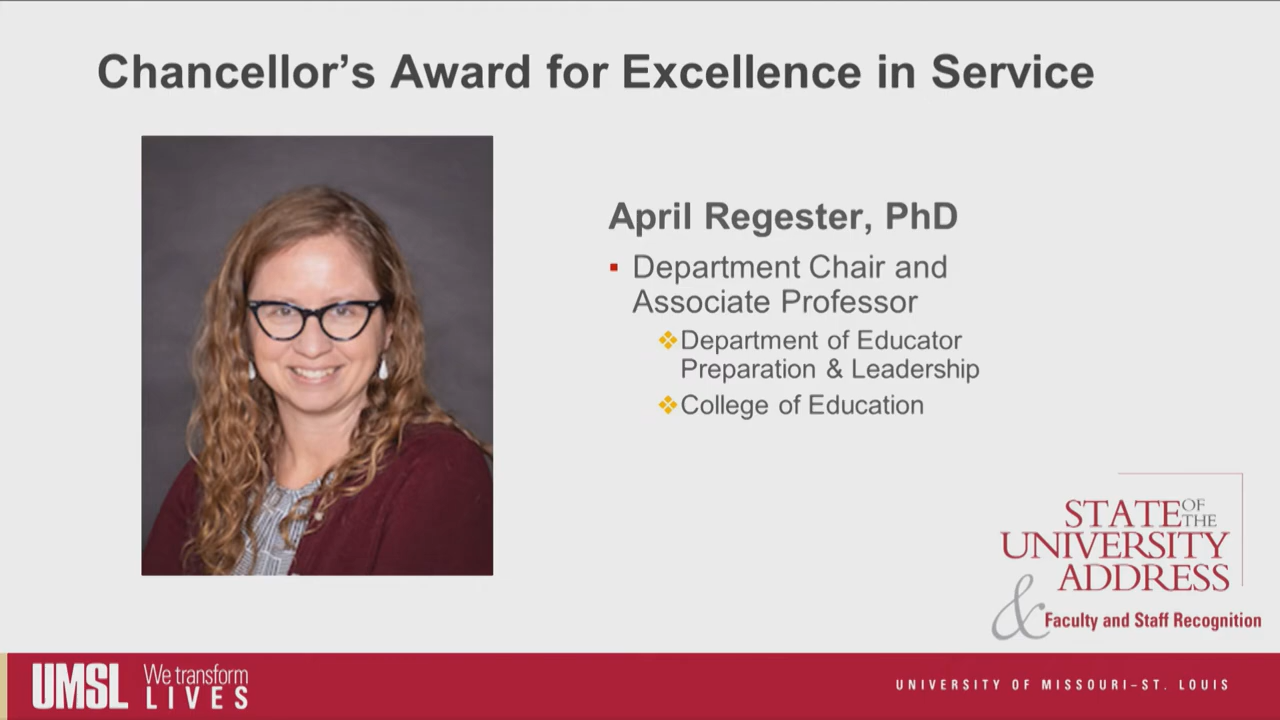 Chancellor's Award for Excellence in Service
April Regester, PhD
Department Chair and
Associate Professor
Department of Educator
Preparation & Leadership
College of Education
STATE OF THE
UNIVERSITY
ADDRESS
& Faculty and Staff Recognition
UMSL We transform
LIVES
UNIVERSITY OF MISSOURI–ST. LOUIS